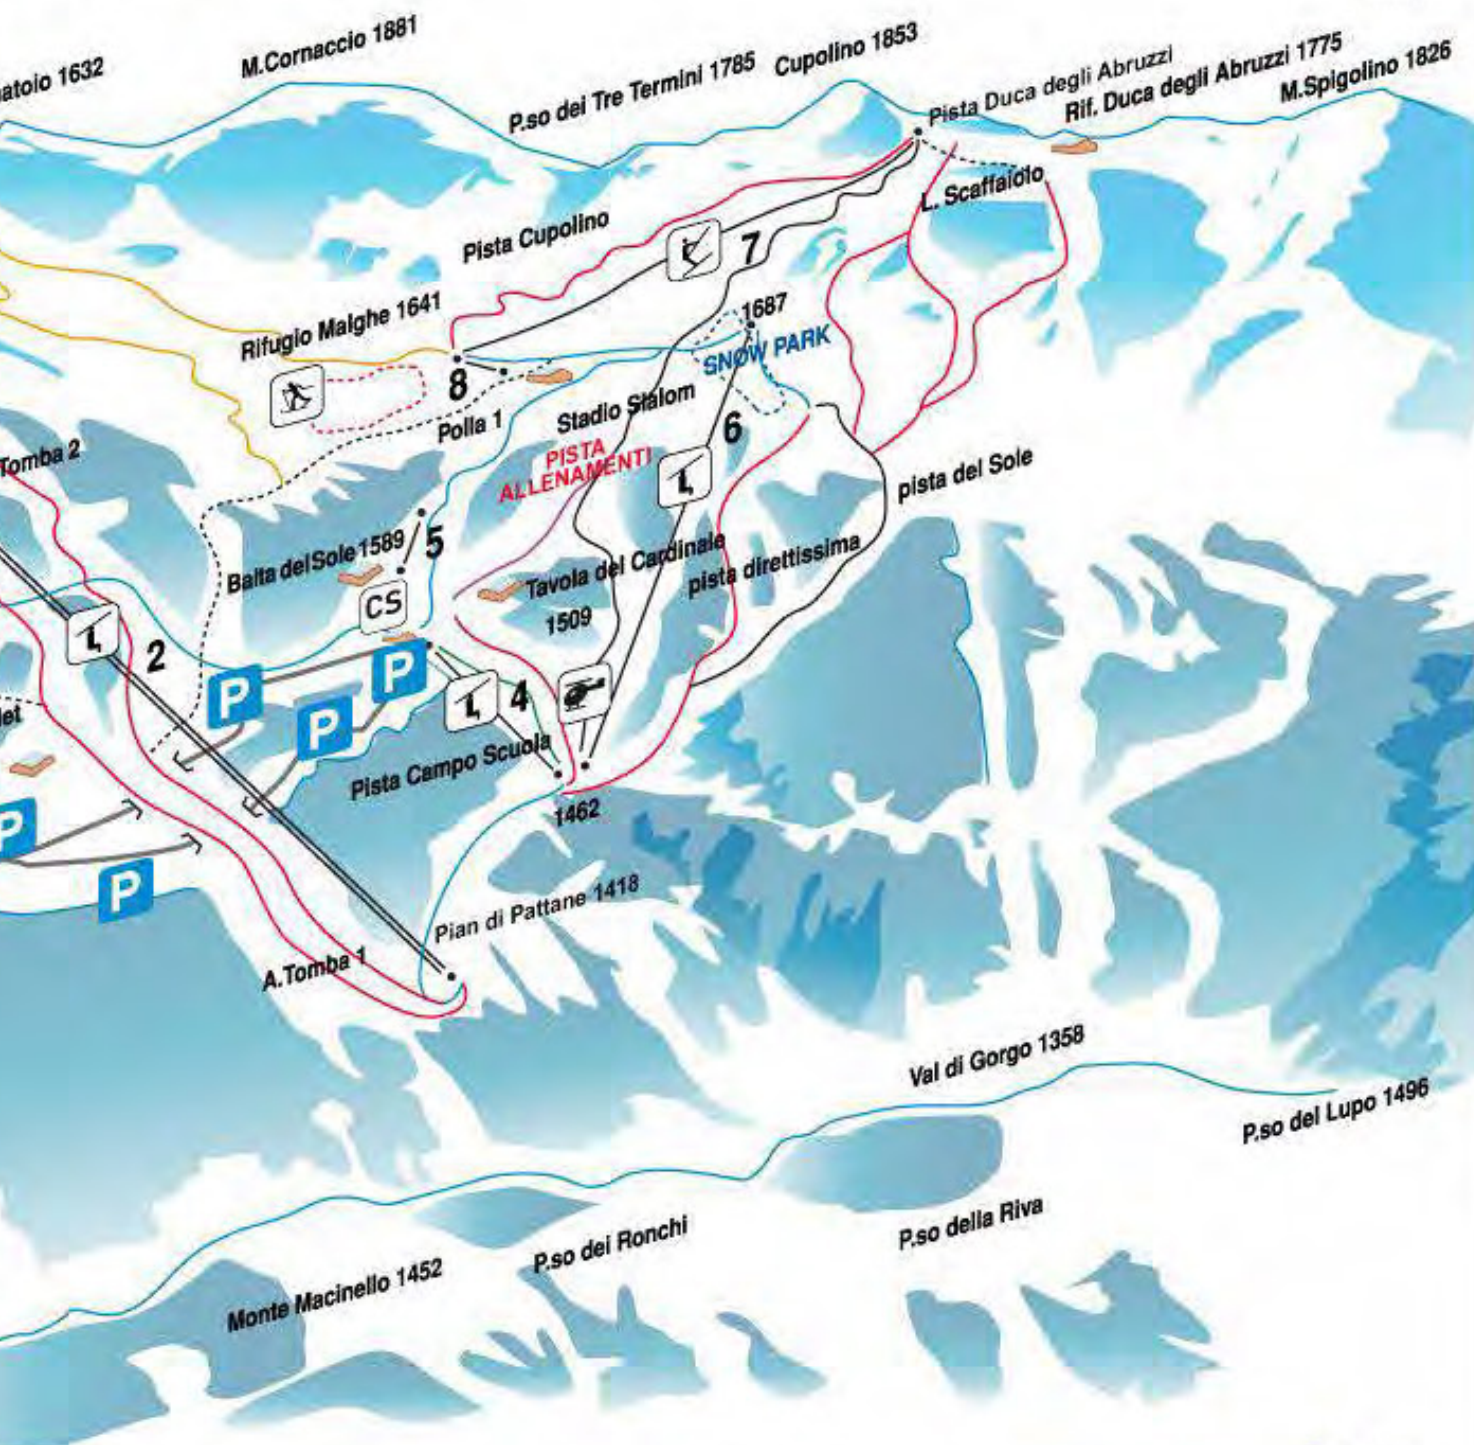 M.Cornaccio 1881
atoio 1632
P.so dei Tre Termini 1785
Cupolino 1853
Pista Duca degli Abruzzi
Rif. Duca degli Abruzzi 1775
M.Spigolino 1826
L. Scaffaiolo
Pista Cupolino
7
Rifugio Malghe 1641
1687
SNOW PARK
8
Stadio Slalom
Polla 1
6
PISTA
ALLENAMENTI
Tomba 2
pista del Sole
Baita del Sole 1589
5
Tavola del Cardinale
1509
pista direttissima
CS
2
P
P
P
4
let
Pista Campo Scuola
1462
P
P
Pian di Pattane 1418
A.Tomba 1
Val di Gorgo 1358
P.so del Lupo 1496
P.so della Riva
P.so dei Ronchi
Monte Macinello 1452